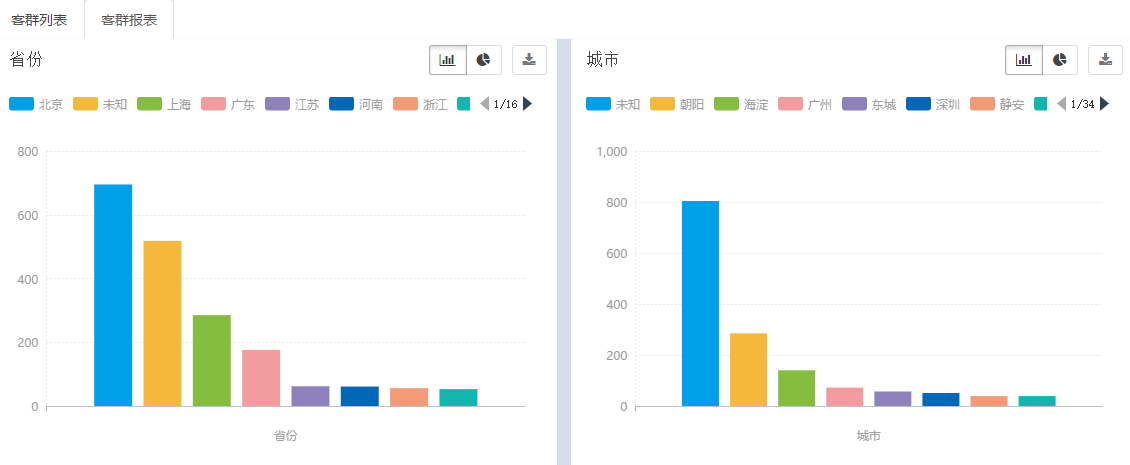 客群列表 客群报表
省份
北京 未知 上海 广东 江苏 河南 浙江 1/16
800
600
400
200
0
省份
城市
未知 朝阳 海淀 广州 东城 深圳 静安 1/34
1,000
800
600
400
200
0
城市